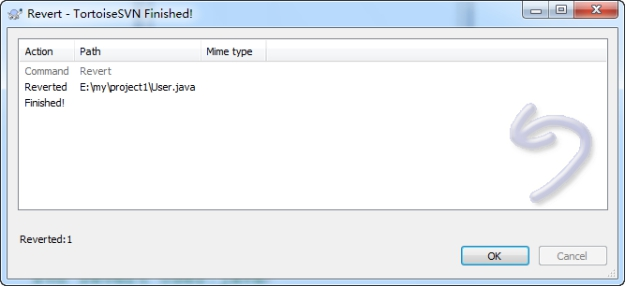 Revert - TortoiseSVN Finished!
Action Path Mime type
Command Revert
Reverted E:\my\project1\User.java
Finished!
Reverted:1
OK Cancel